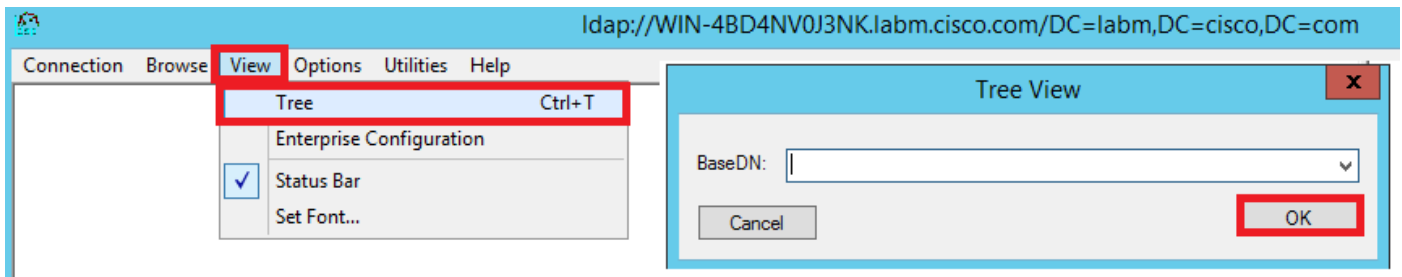 ldap://WIN-4BD4NV0J3NK.labm.cisco.com/DC=labm,DC=cisco,DC=com
Connection Browse View Options Utilities Help
Tree Ctrl+T
Enterprise Configuration
Status Bar
Set Font...
Tree View
x
BaseDN:
Cancel OK